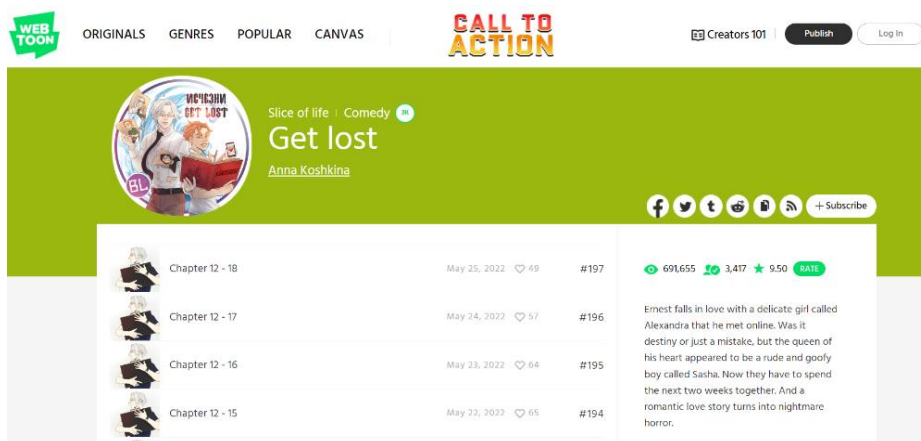 WEB
TOON
ORIGINALS
GENRES
POPULAR
CANVAS
CALL TO
ACTION
Creators 101
Publish
Log In
ИСЧЕЗНИ
GET LOST
BL
Slice of life | Comedy
Get lost
Anna Koshkina
+ Subscribe
Chapter 12 - 18 May 25, 2022 49 #197
Chapter 12 - 17 May 24, 2022 57 #196
Chapter 12 - 16 May 23, 2022 64 #195
Chapter 12 - 15 May 22, 2022 65 #194
691,655 3,417 9.50 RATE
Ernest falls in love with a delicate girl called
Alexandra that he met online. Was it
destiny or just a mistake, but the queen of
his heart appeared to be a rude and goofy
boy called Sasha. Now they have to spend
the next two weeks together. And a
romantic love story turns into nightmare
horror.